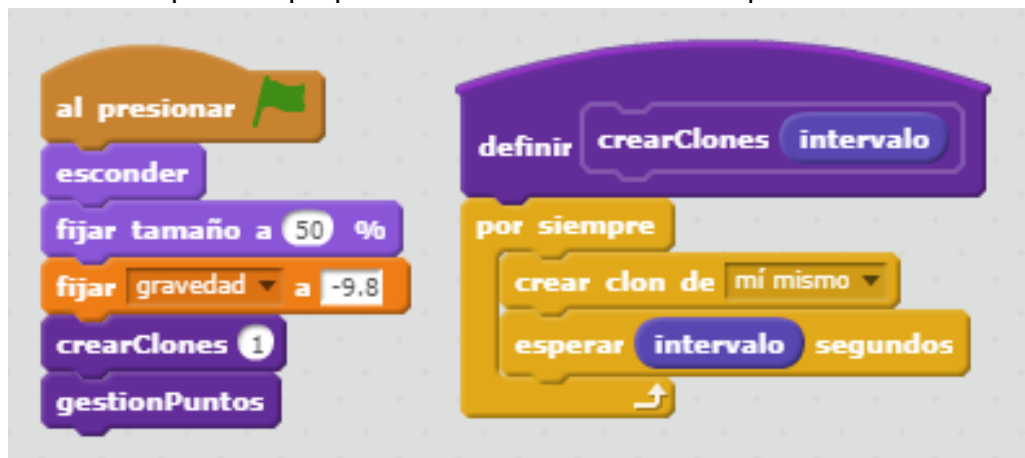 al presionar
esconder
fijar tamaño a 50 %
fijar gravedad a -9.8
crearClones 1
gestionPuntos
definir crearClones intervalo
por siempre
crear clon de mí mismo
esperar intervalo segundos